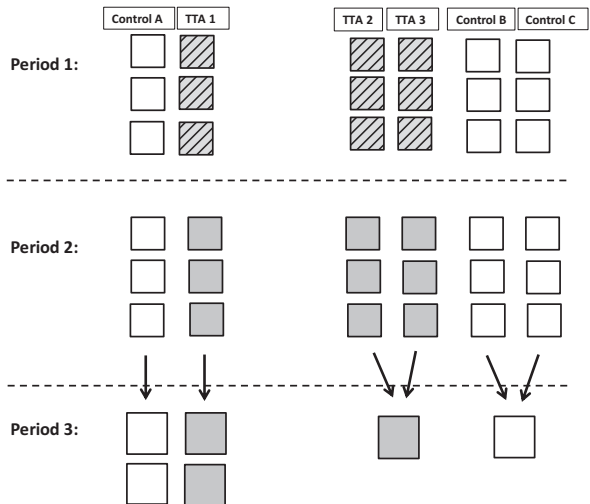 Control A TTA 1 TTA 2 TTA 3 Control B Control C
Period 1:
Period 2:
Period 3: